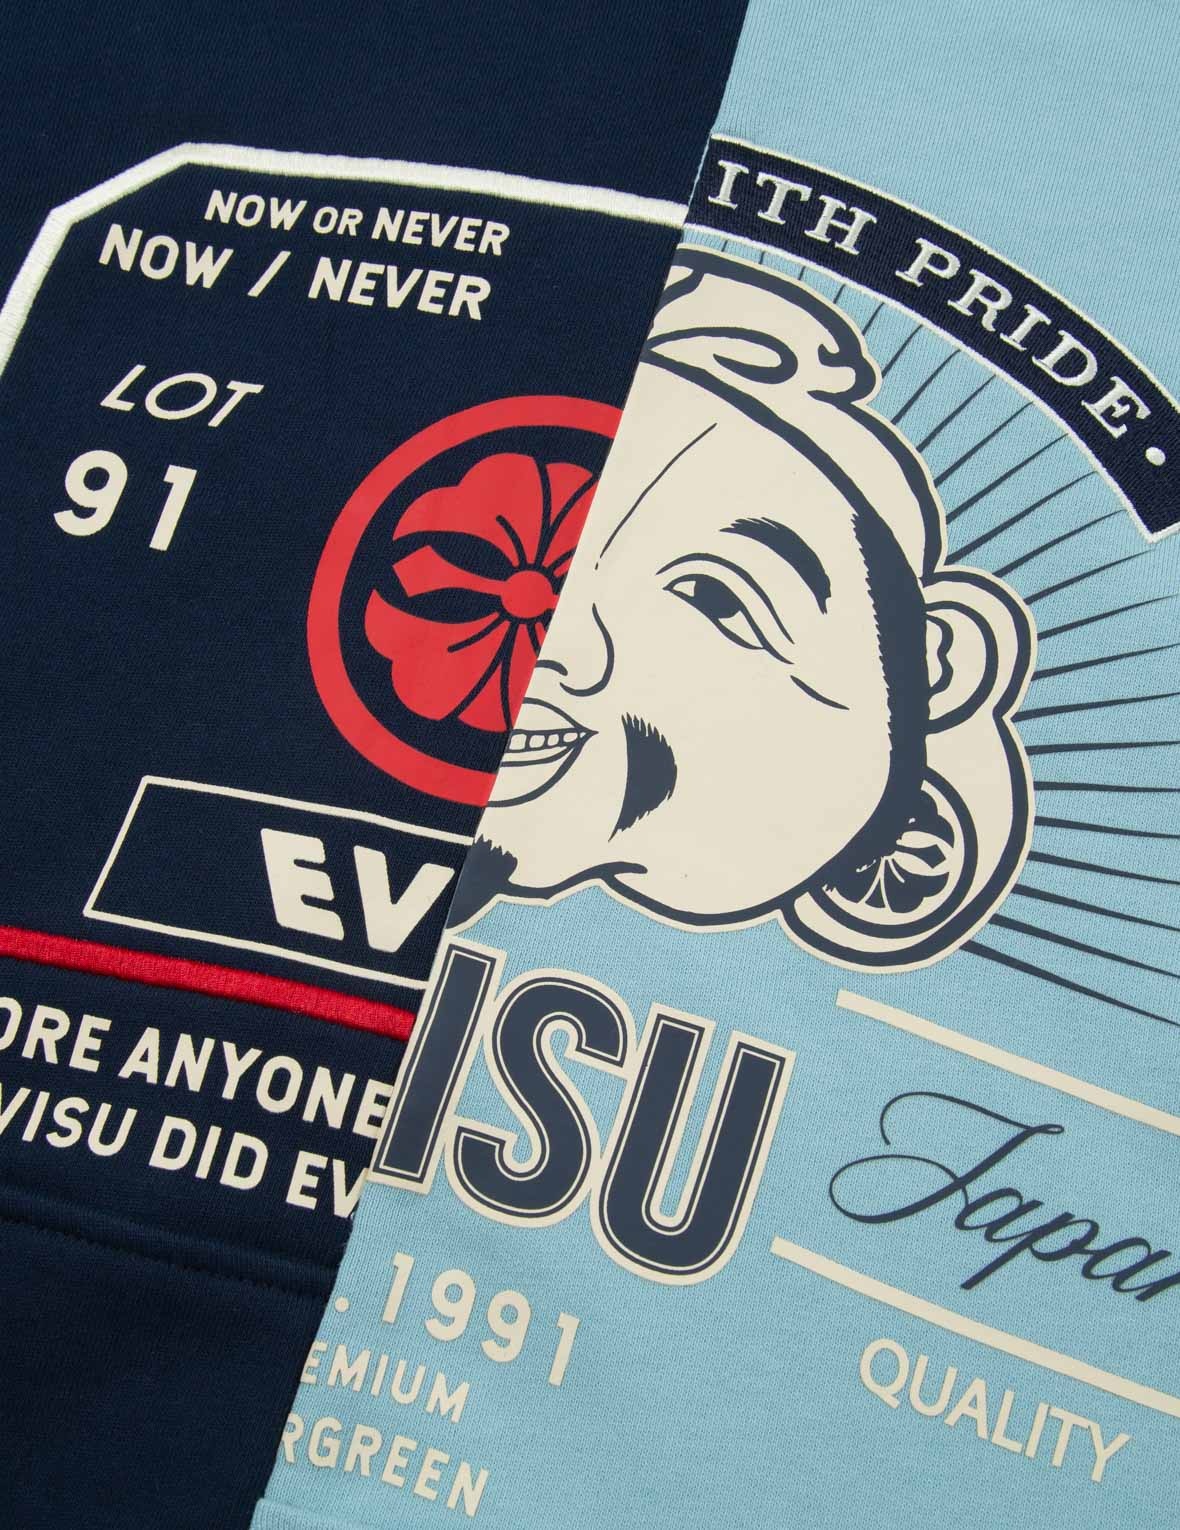 NOW OR NEVER
NOW / NEVER
LOT
91
EV
ORE ANYONE
VISU DID EV
ITH PRIDE.
ISU
. 1991
EMIUM
RGREEN
Japan
QUALITY